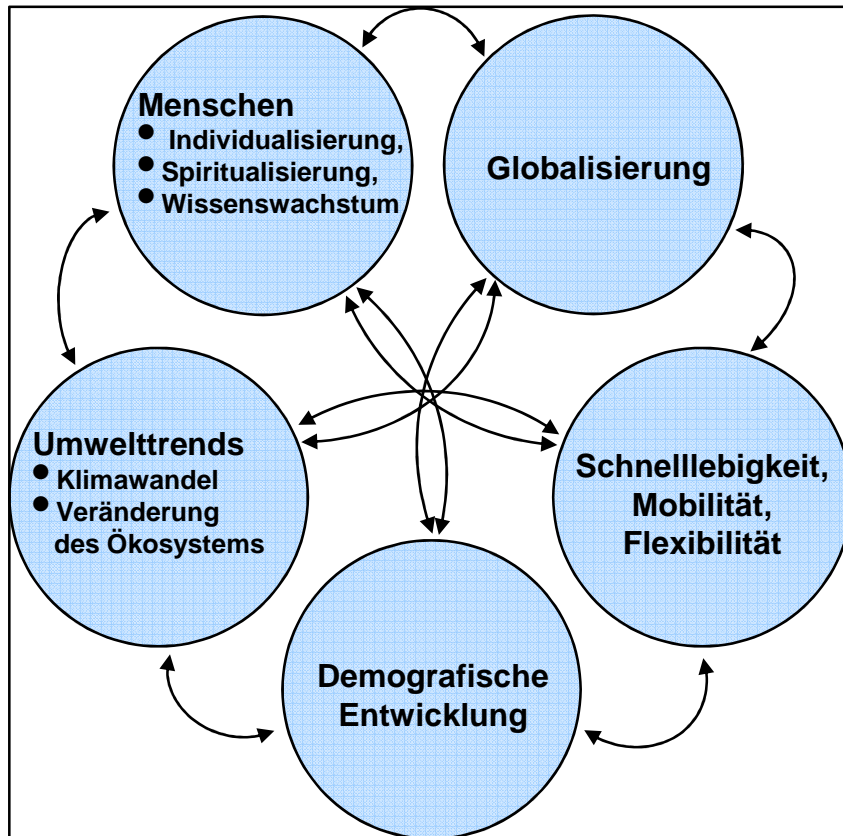 Menschen
● Individualisierung,
● Spiritualisierung,
● Wissenswachstum
Globalisierung
Umwelttrends
● Klimawandel
● Veränderung
des Ökosystems
Schnelllebigkeit,
Mobilität,
Flexibilität
Demografische
Entwicklung